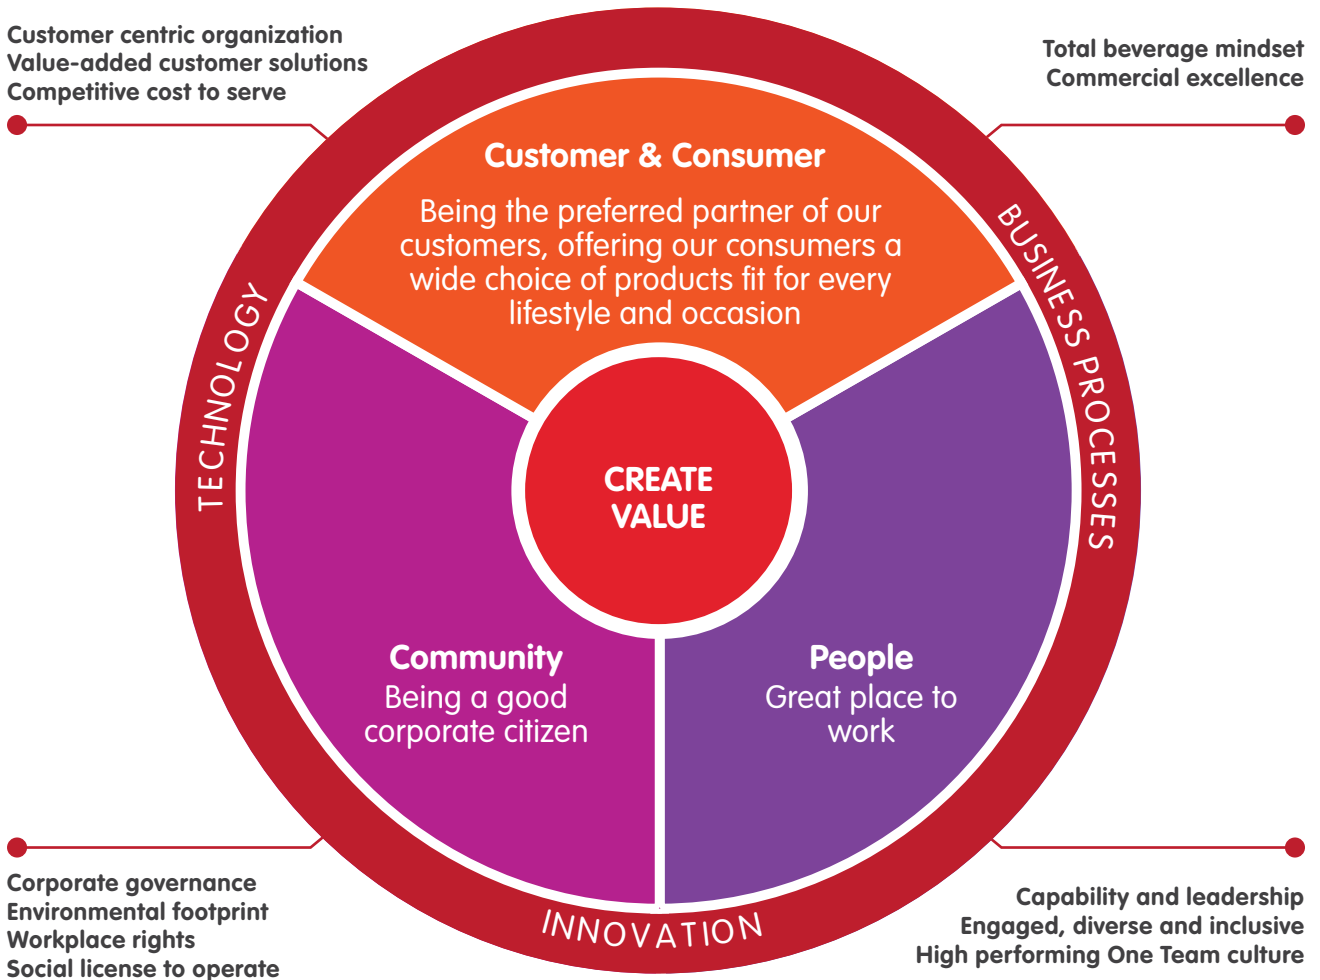 Customer centric organization
Value-added customer solutions
Competitive cost to serve
Total beverage mindset
Commercial excellence
Customer & Consumer
Being the preferred partner of our
customers, offering our consumers a
wide choice of products fit for every
lifestyle and occasion
TECHNOLOGY
BUSINESS PROCESSES
CREATE
VALUE
Community
Being a good
corporate citizen
People
Great place to
work
INNOVATION
Corporate governance
Environmental footprint
Workplace rights
Social license to operate
Capability and leadership
Engaged, diverse and inclusive
High performing One Team culture